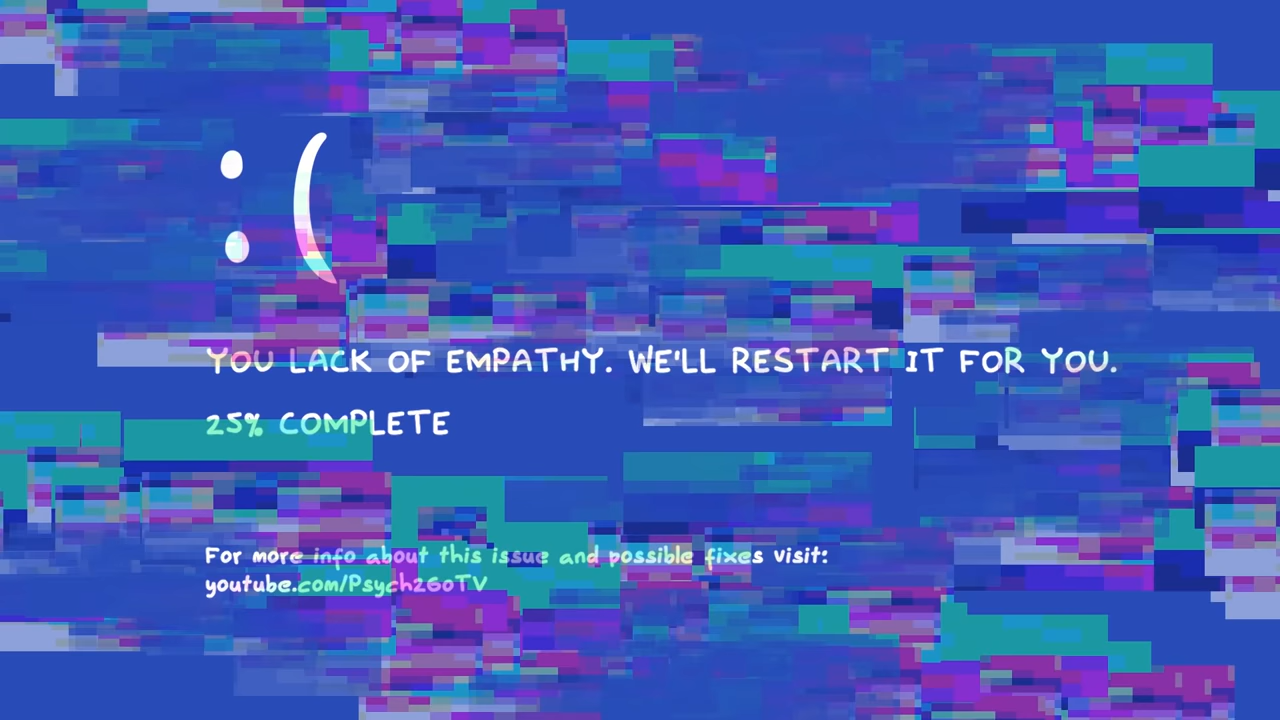 :(
YOU LACK OF EMPATHY. WE'LL RESTART IT FOR YOU.
25% COMPLETE
For more info about this issue and possible fixes visit:
youtube.com/Psych26oTV